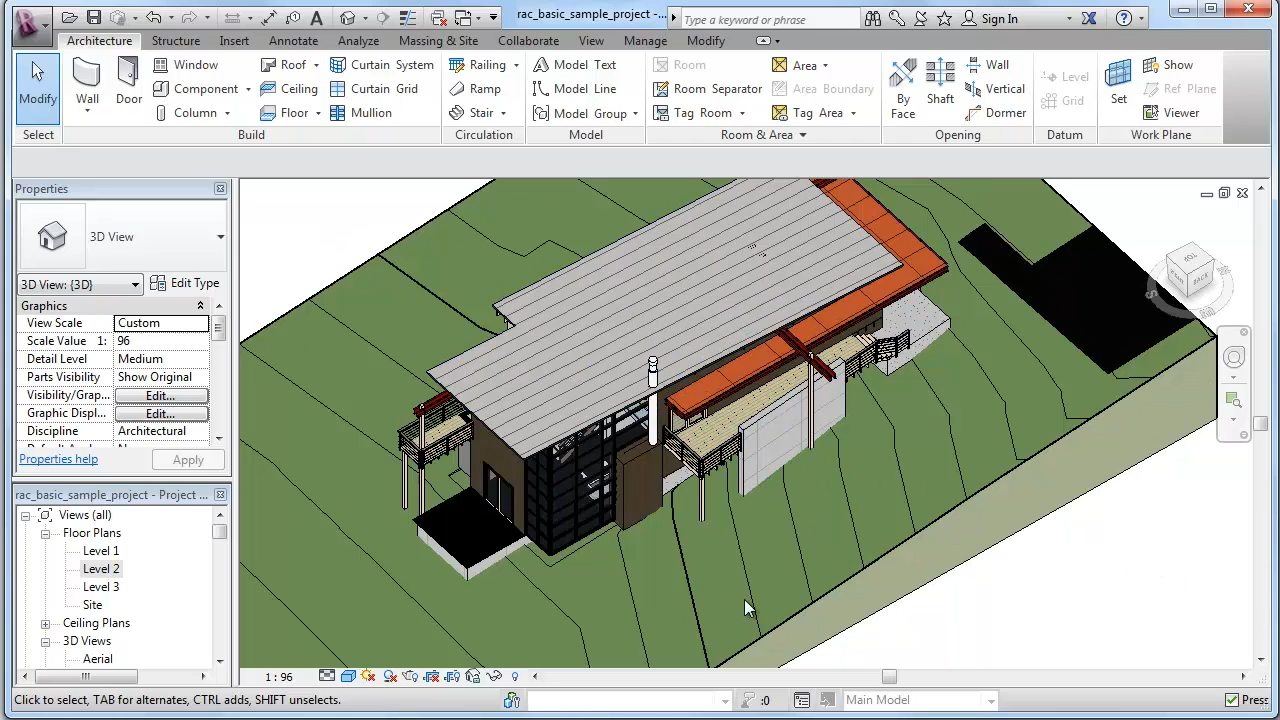 rac_basic_sample_project -...
Type a keyword or phrase
Sign In
Architecture Structure Insert Annotate Analyze Massing & Site Collaborate View Manage Modify
Modify
Select
Wall
Door
Window
Component
Column
Roof
Ceiling
Floor
Curtain System
Curtain Grid
Mullion
Build
Railing
Ramp
Stair
Circulation
Model Text
Model Line
Model Group
Model
Room
Room Separator
Tag Room
Area
Area Boundary
Tag Area
Room & Area
By
Face
Shaft
Wall
Vertical
Dormer
Opening
Level
Grid
Datum
Set
Show
Ref Plane
Viewer
Work Plane
Properties
3D View
3D View: {3D} Edit Type
Graphics
View Scale Custom
Scale Value 1: 96
Detail Level Medium
Parts Visibility Show Original
Visibility/Grap... Edit...
Graphic Displ... Edit...
Discipline Architectural
Properties help Apply
rac_basic_sample_project - Project ...
Views (all)
Floor Plans
Level 1
Level 2
Level 3
Site
Ceiling Plans
3D Views
Aerial
TOP
BACK
S
1 : 96
Click to select, TAB for alternates, CTRL adds, SHIFT unselects.
:0
Main Model
Press